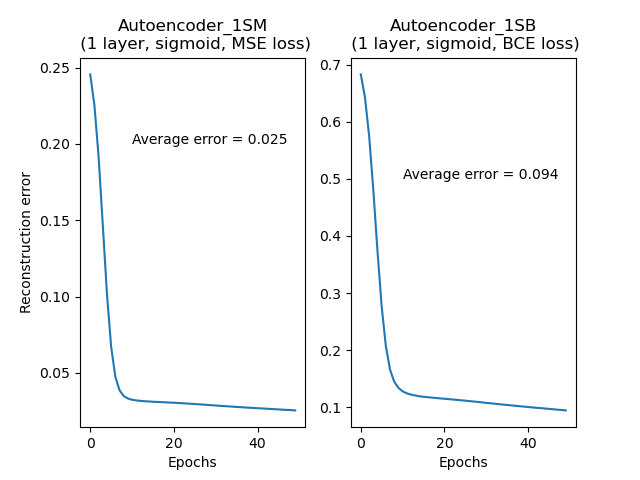 Autoencoder_1SM
(1 layer, sigmoid, MSE loss)
0.25
0.20
0.15
0.10
0.05
Reconstruction error
Average error = 0.025
0
20
40
Epochs
Autoencoder_1SB
(1 layer, sigmoid, BCE loss)
0.7
0.6
0.5
0.4
0.3
0.2
0.1
Average error = 0.094
0
20
40
Epochs